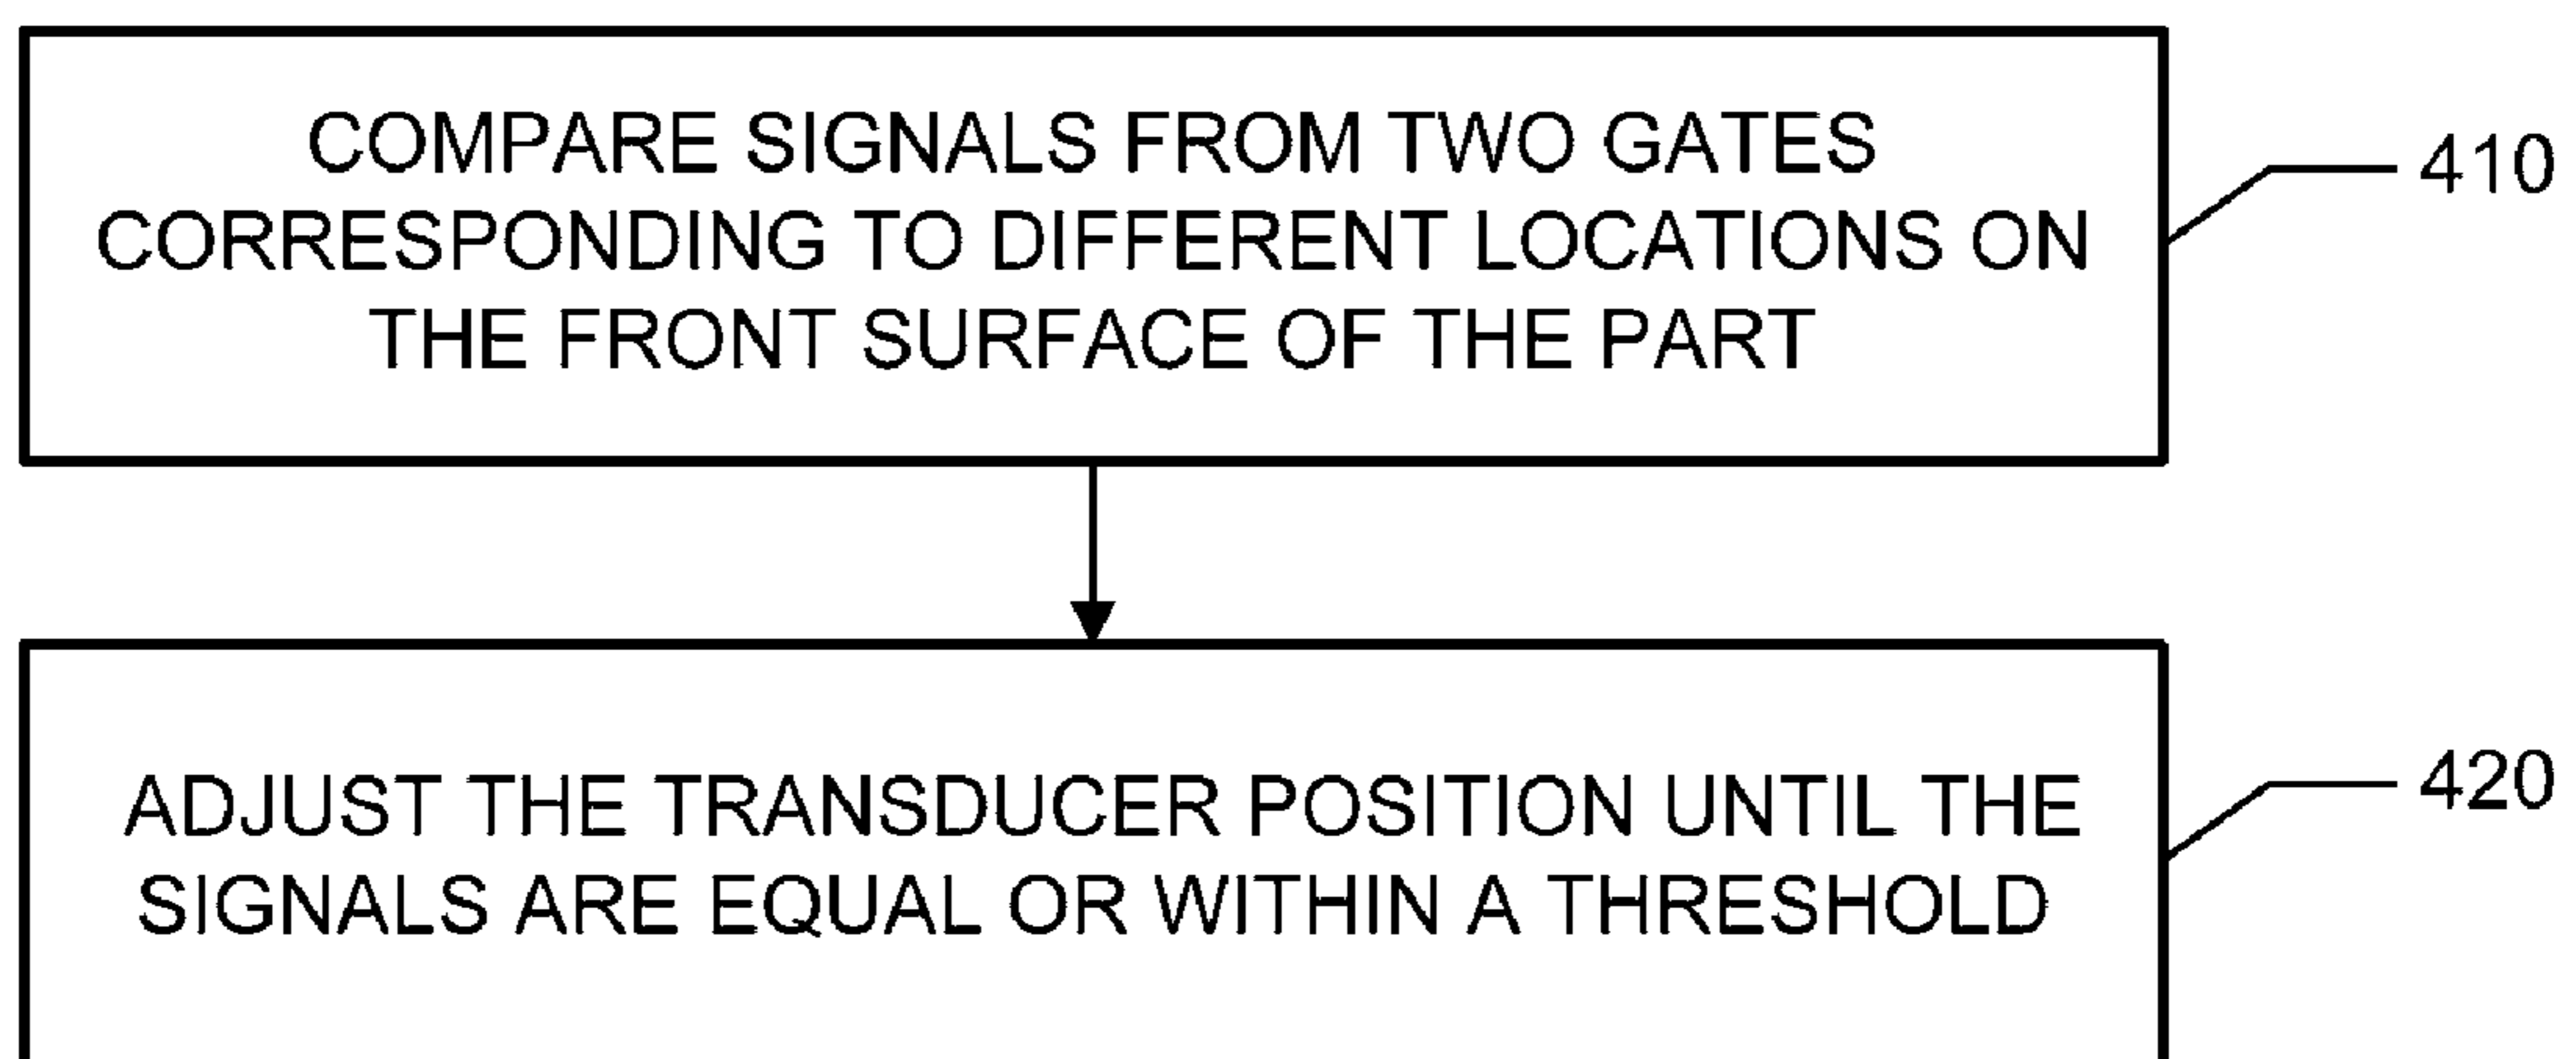 COMPARE SIGNALS FROM TWO GATES
CORRESPONDING TO DIFFERENT LOCATIONS ON
THE FRONT SURFACE OF THE PART
410
ADJUST THE TRANSDUCER POSITION UNTIL THE
SIGNALS ARE EQUAL OR WITHIN A THRESHOLD
420